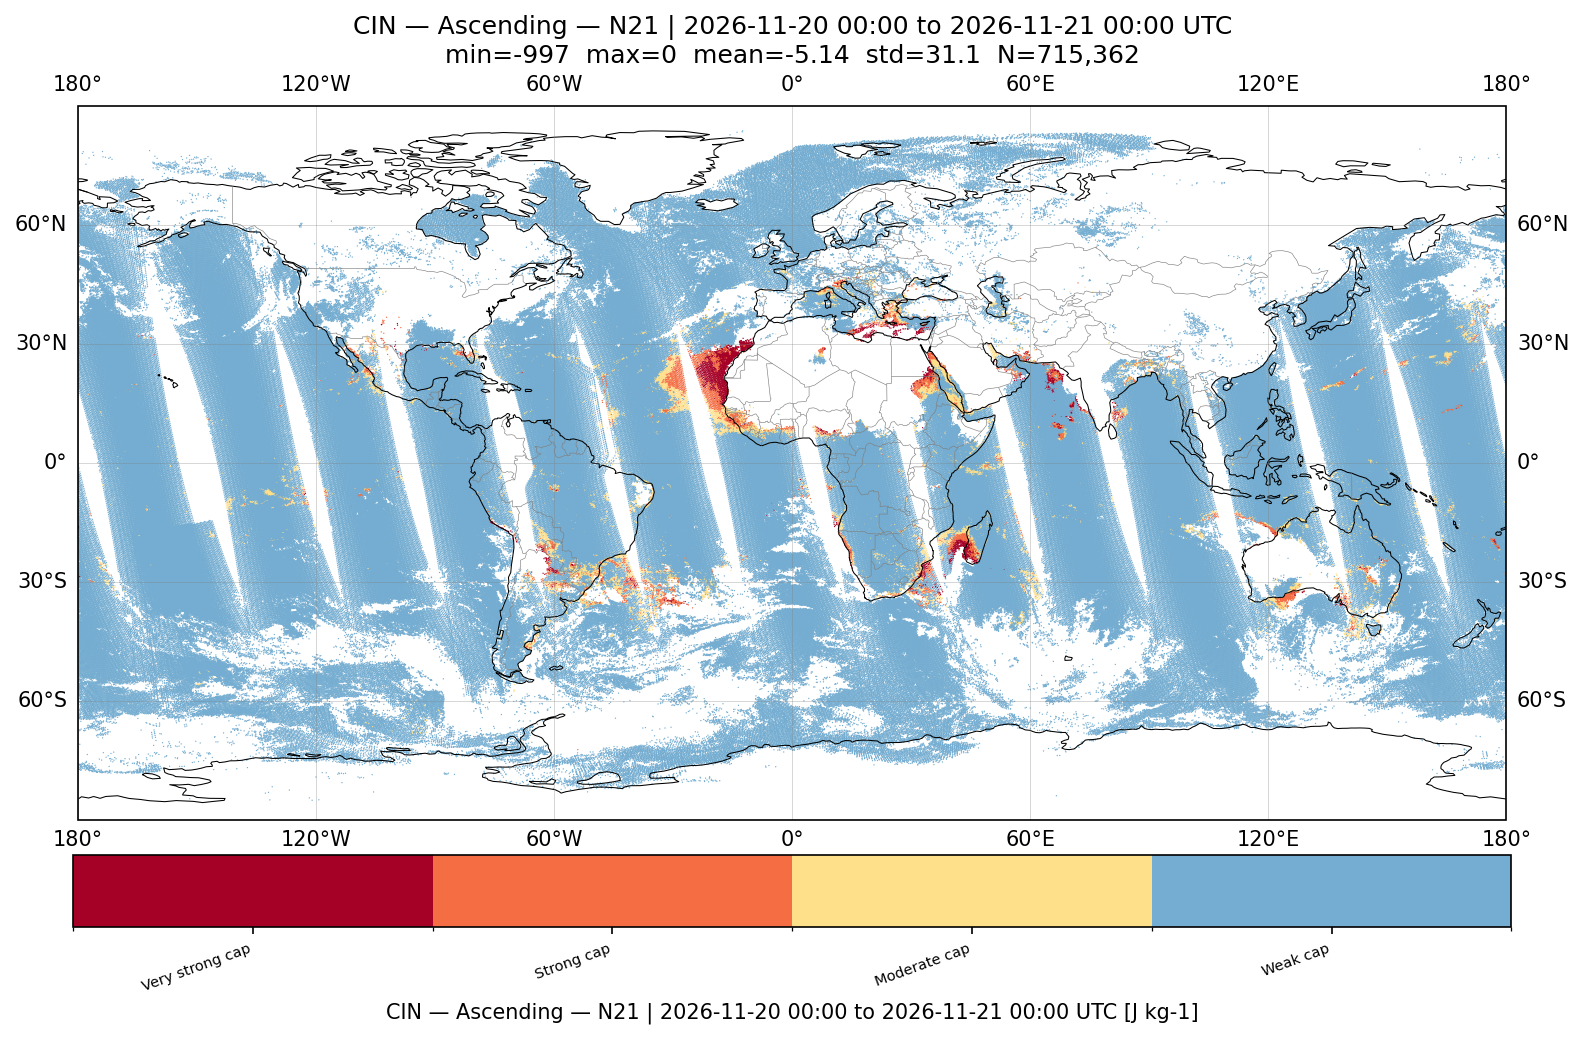 CIN — Ascending — N21 | 2026-11-20 00:00 to 2026-11-21 00:00 UTC
min=-997 max=0 mean=-5.14 std=31.1 N=715,362
180° 120°W 60°W 0° 60°E 120°E 180°
60°N 60°N
30°N 30°N
0° 0°
30°S 30°S
60°S 60°S
180° 120°W 60°W 0° 60°E 120°E 180°
Very strong cap Strong cap Moderate cap Weak cap
CIN — Ascending — N21 | 2026-11-20 00:00 to 2026-11-21 00:00 UTC [J kg-1]